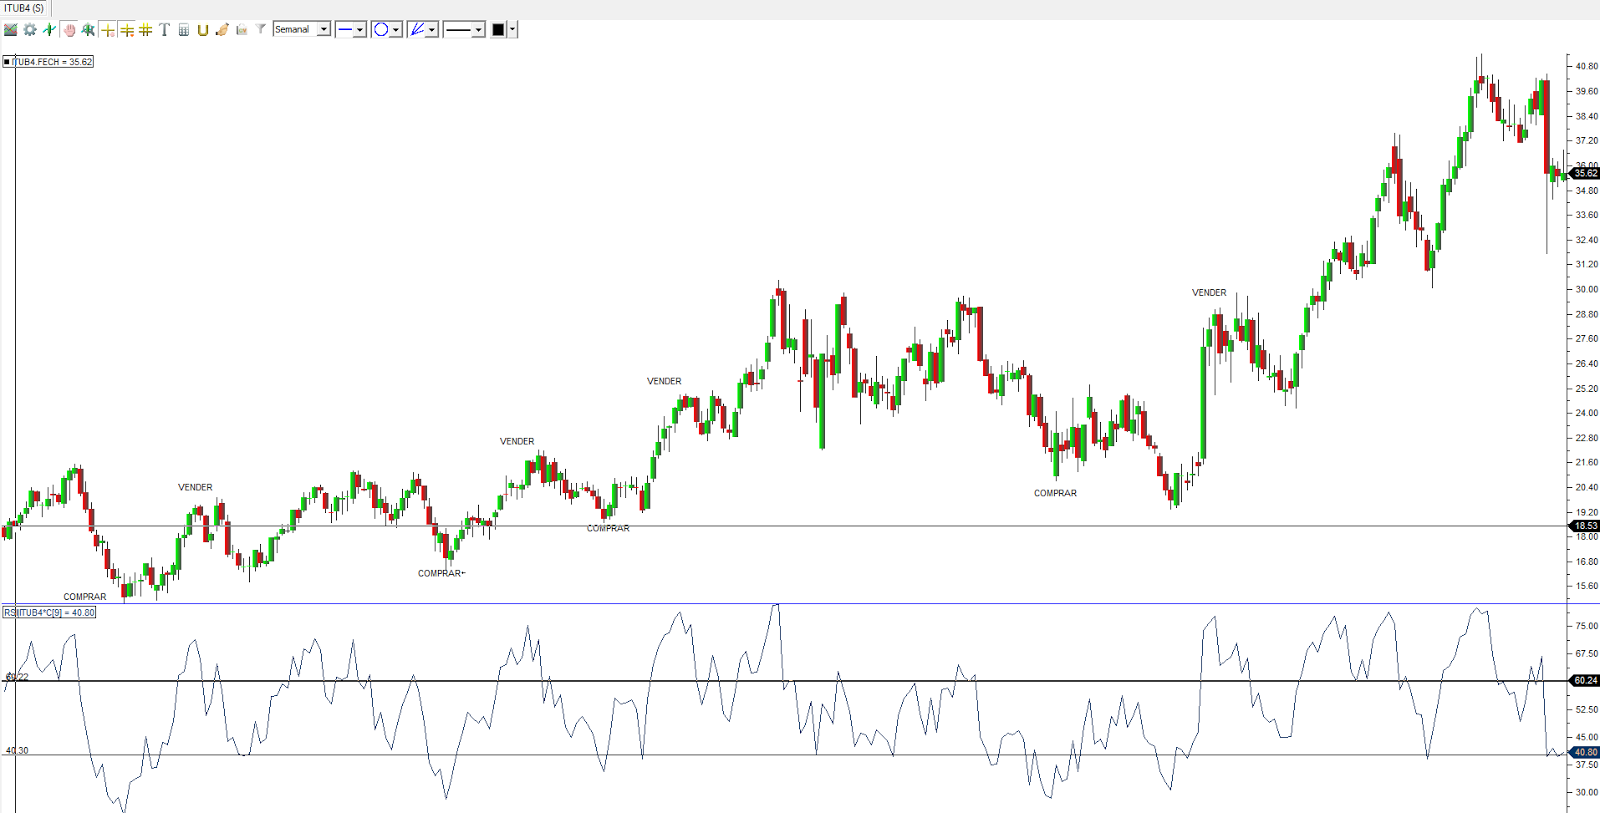 ITUB4 (S)
Semanal
ITUB4.FECH = 35.62
40.80
39.60
38.40
37.20
36.00
35.62
34.80
33.60
32.40
31.20
30.00
VENDER
28.80
27.60
26.40
VENDER
25.20
24.00
VENDER
22.80
21.60
VENDER
20.40
COMPRAR
19.20
COMPRAR
18.53
18.00
COMPRAR
16.80
COMPRAR
15.60
RSI(ITUB4*C[9] = 40.80
75.00
67.50
60.22
60.24
52.50
45.00
40.30
40.80
37.50
30.00